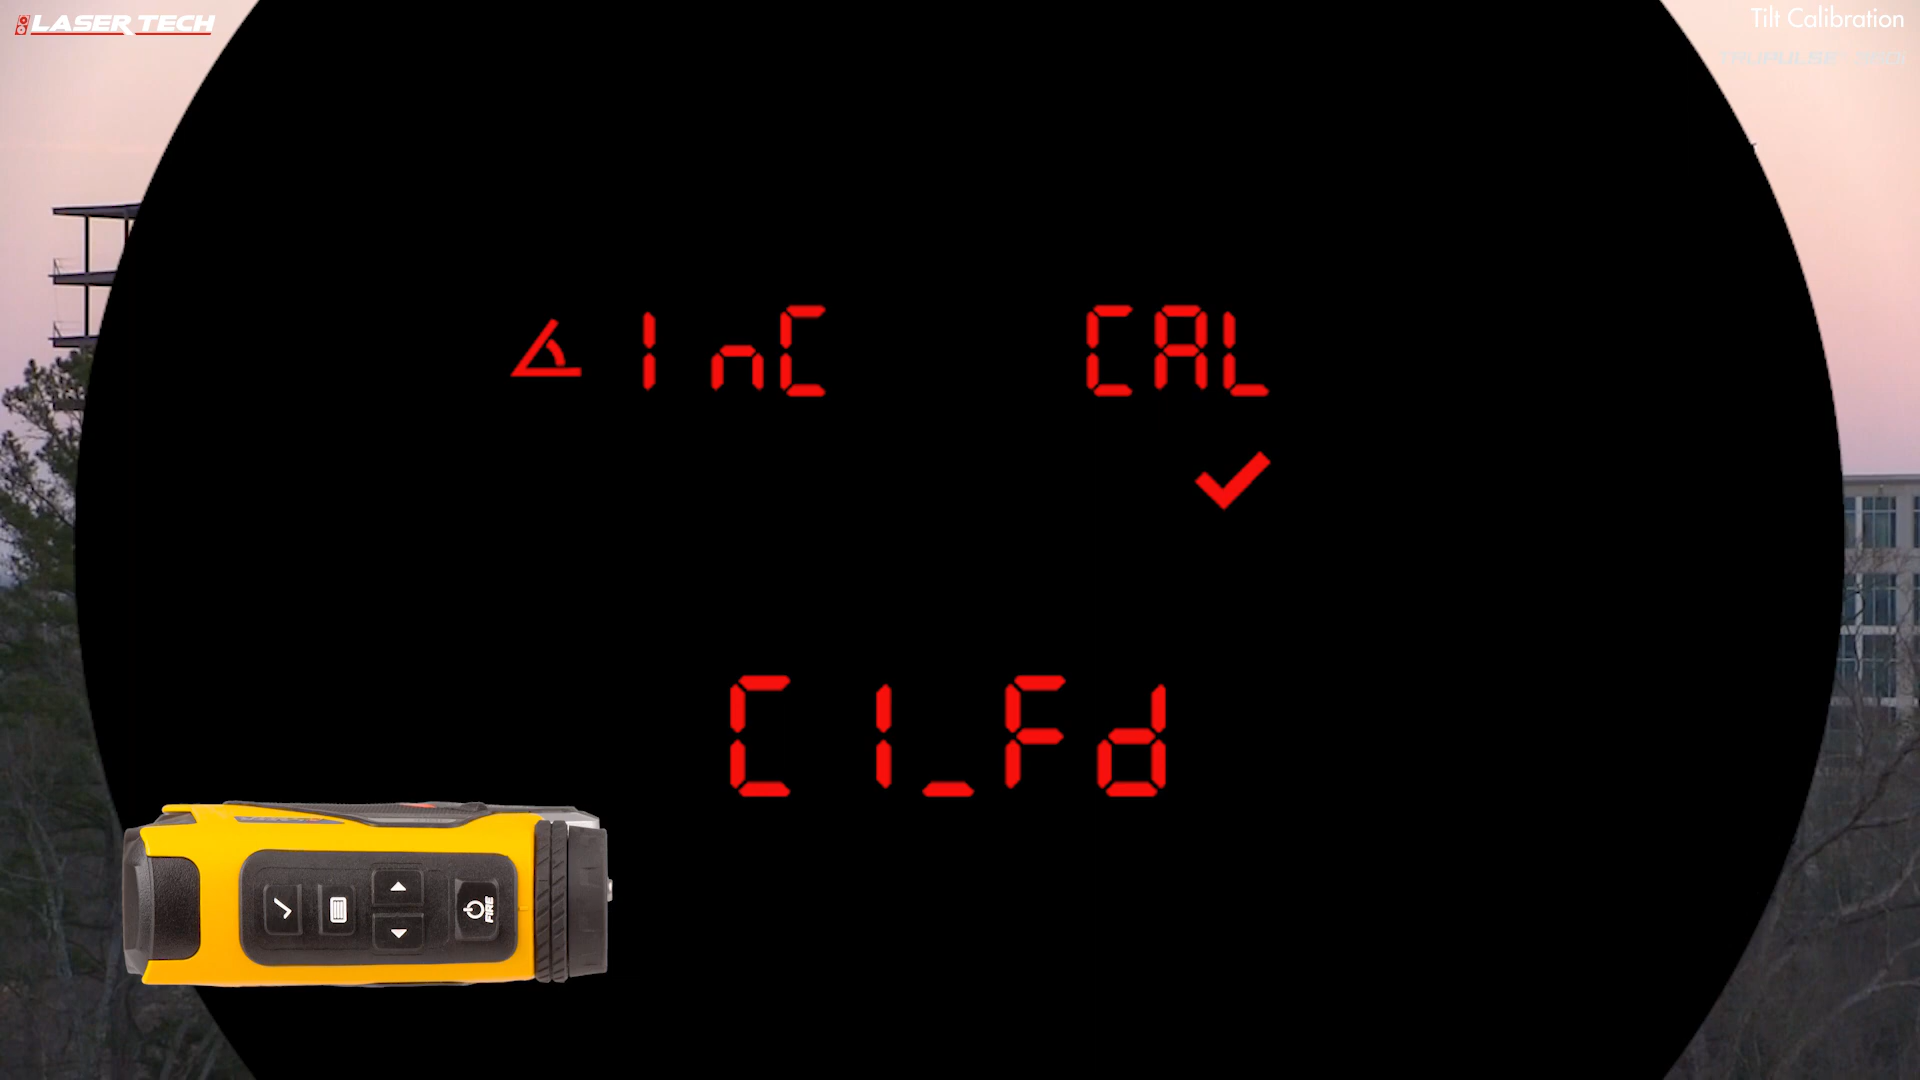 LASER TECH
Tilt Calibration
InC CAL
C1_Fd
FIRE